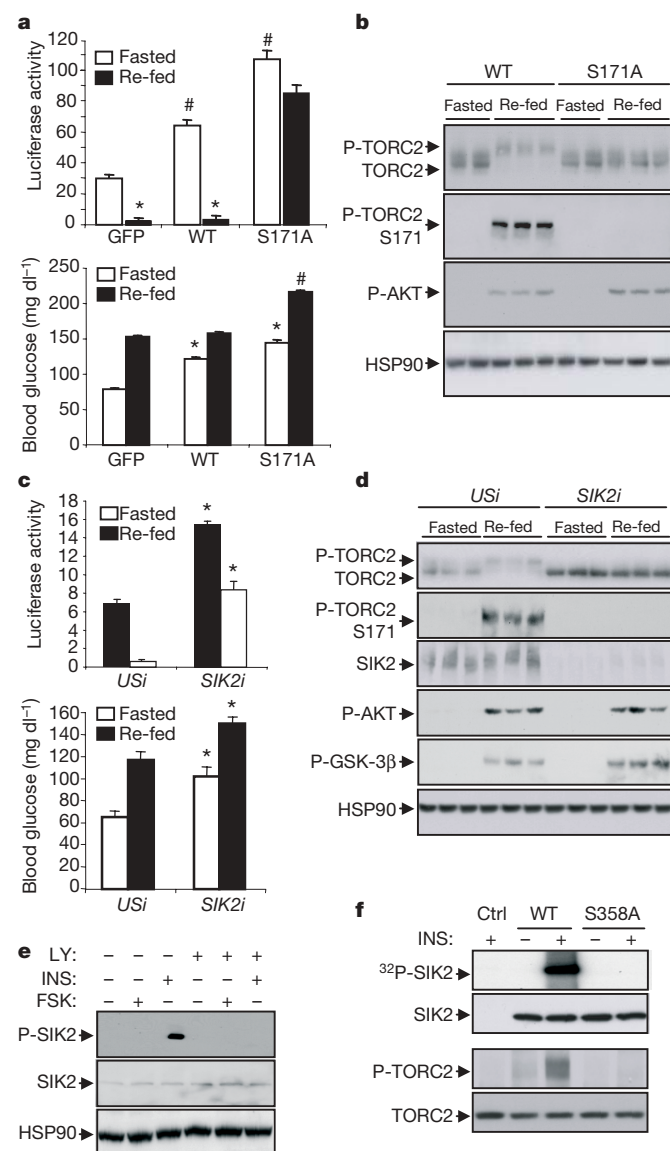 a
Luciferase activity
120
100
80
60
40
20
0
Fasted
Re-fed
# # * *
GFP WT S171A
Blood glucose (mg dl−1)
250
200
150
100
50
0
Fasted
Re-fed
* * #
GFP WT S171A
b
WT S171A
Fasted Re-fed Fasted Re-fed
P-TORC2
TORC2
P-TORC2
S171
P-AKT
HSP90
c
Luciferase activity
18
16
14
12
10
8
6
4
2
0
Fasted
Re-fed
* *
USi SIK2i
Blood glucose (mg dl−1)
160
140
120
100
80
60
40
20
0
Fasted
Re-fed
* *
USi SIK2i
d
USi SIK2i
Fasted Re-fed Fasted Re-fed
P-TORC2
TORC2
P-TORC2
S171
SIK2
P-AKT
P-GSK-3β
HSP90
e
LY: − − − + + +
INS: − − + − − +
FSK: − + − − + −
P-SIK2
SIK2
HSP90
f
Ctrl WT S358A
INS: + − + − +
32P-SIK2
SIK2
P-TORC2
TORC2